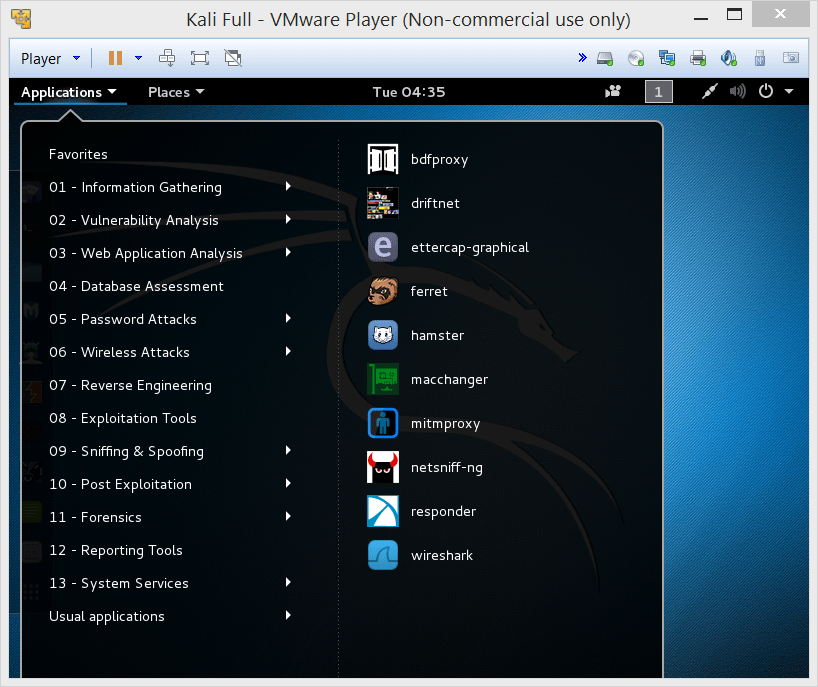 Kali Full - VMware Player (Non-commercial use only)
Player
Applications Places Tue 04:35 1
Favorites
01 - Information Gathering
02 - Vulnerability Analysis
03 - Web Application Analysis
04 - Database Assessment
05 - Password Attacks
06 - Wireless Attacks
07 - Reverse Engineering
08 - Exploitation Tools
09 - Sniffing & Spoofing
10 - Post Exploitation
11 - Forensics
12 - Reporting Tools
13 - System Services
Usual applications
bdfproxy
driftnet
e ettercap-graphical
ferret
hamster
macchanger
mitmproxy
netsniff-ng
responder
wireshark